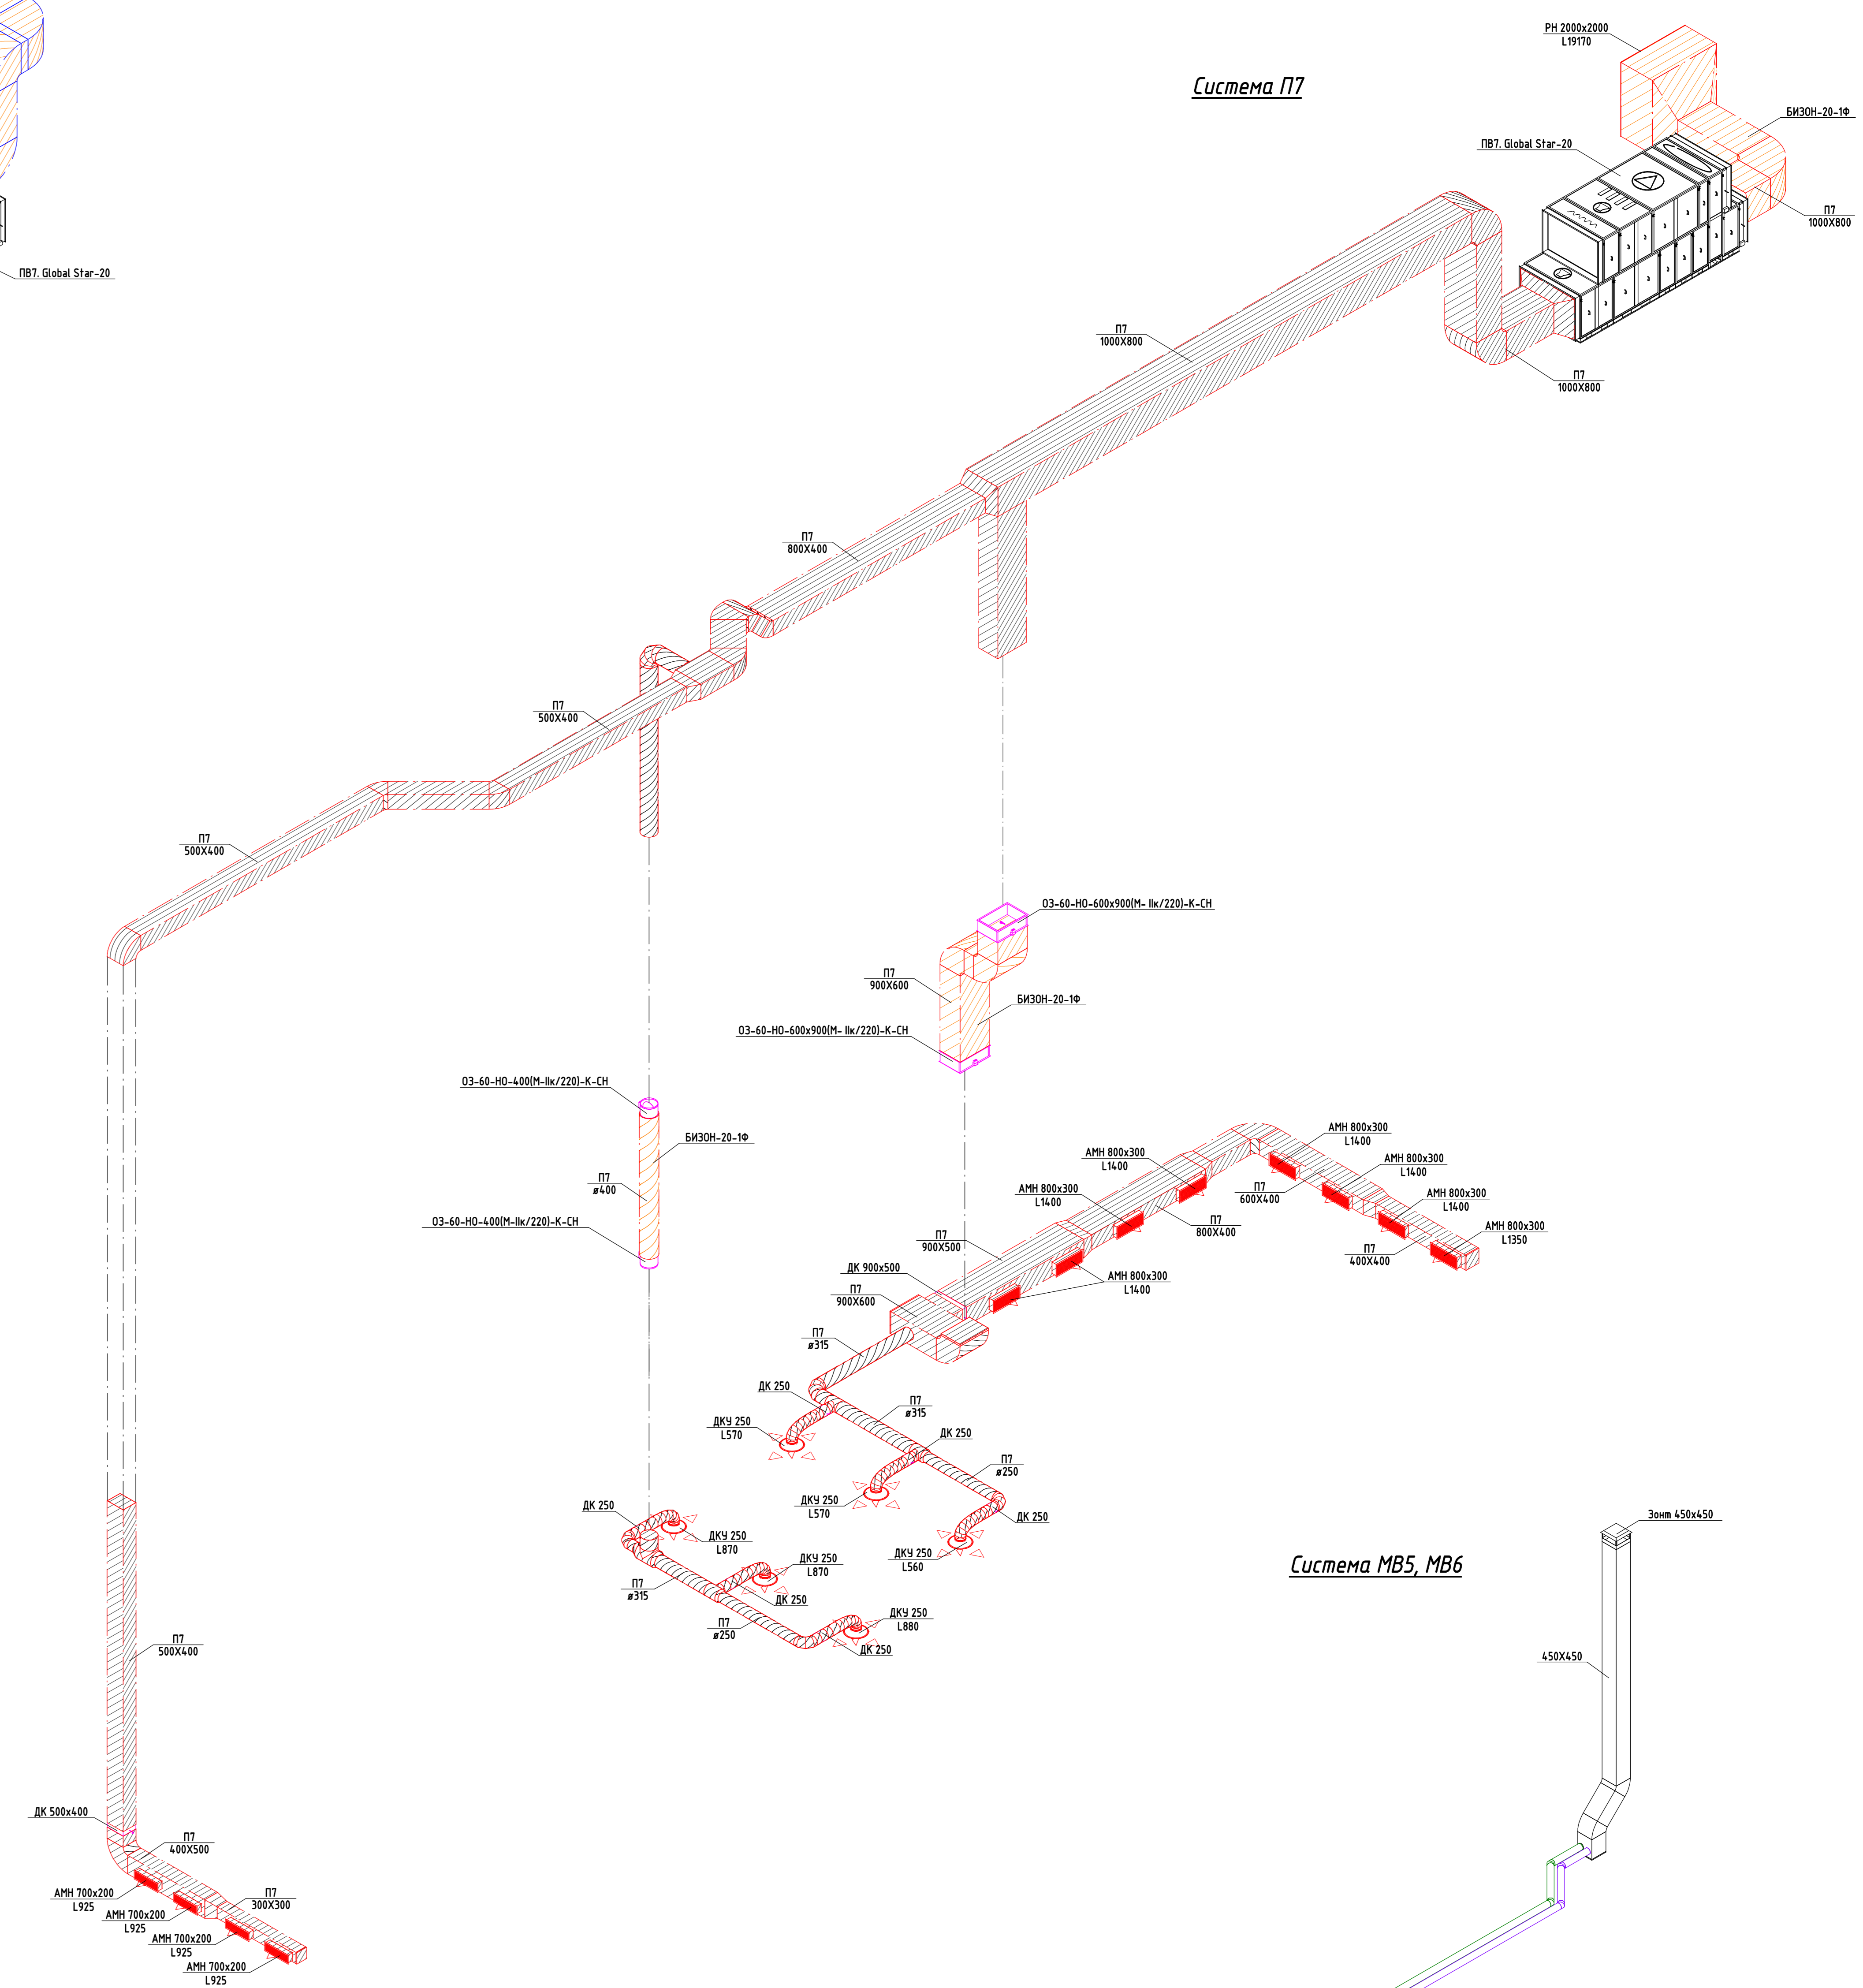 РН 2000х2000
L19170
Система П7
БИЗОН-20-1Ф
ПВ7. Global Star-20
П7
1000Х800
ПВ7. Global Star-20
П7
1000Х800
П7
1000Х800
П7
800Х400
П7
500Х400
П7
500Х400
ОЗ-60-НО-600х900(М- IIк/220)-К-СН
П7
900Х600
БИЗОН-20-1Ф
ОЗ-60-НО-600х900(М- IIк/220)-К-СН
ОЗ-60-НО-400(М-IIк/220)-К-СН
БИЗОН-20-1Ф
П7
ø400
ОЗ-60-НО-400(М-IIк/220)-К-СН
АМН 800х300
L1400
АМН 800х300
L1400
АМН 800х300
L1400
АМН 800х300
L1400
АМН 800х300
L1400
АМН 800х300
L1350
П7
600Х400
П7
800Х400
П7
900Х500
П7
400Х400
ДК 900х500
АМН 800х300
L1400
П7
900Х600
П7
ø315
ДК 250
П7
ø315
ДКУ 250
L570
ДК 250
П7
ø250
ДКУ 250
L570
ДК 250
ДК 250
ДКУ 250
L870
ДКУ 250
L560
ДКУ 250
L870
П7
ø315
ДК 250
ДКУ 250
L880
П7
ø250
ДК 250
Зонт 450х450
Система МВ5, МВ6
450Х450
П7
500Х400
ДК 500х400
П7
400Х500
АМН 700х200
L925
П7
300Х300
АМН 700х200
L925
АМН 700х200
L925
АМН 700х200
L925